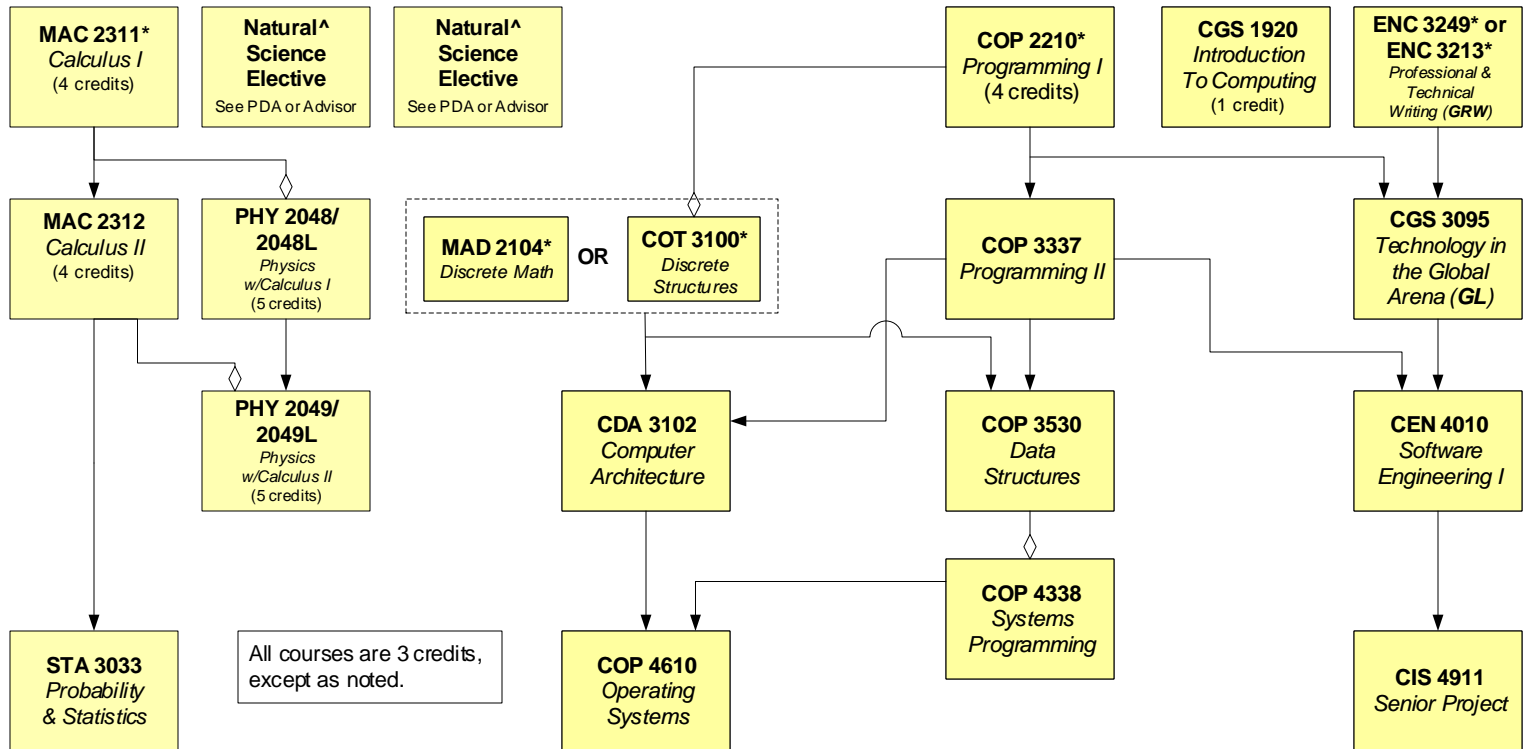 MAC 2311*
Calculus I
(4 credits)
Natural^
Science
Elective
See PDA or Advisor
Natural^
Science
Elective
See PDA or Advisor
COP 2210*
Programming I
(4 credits)
CGS 1920
Introduction
To Computing
(1 credit)
ENC 3249* or
ENC 3213*
Professional &
Technical
Writing (GRW)
MAC 2312
Calculus II
(4 credits)
PHY 2048/
2048L
Physics
w/Calculus I
(5 credits)
MAD 2104*
Discrete Math
OR
COT 3100*
Discrete
Structures
COP 3337
Programming II
CGS 3095
Technology in
the Global
Arena (GL)
PHY 2049/
2049L
Physics
w/Calculus II
(5 credits)
CDA 3102
Computer
Architecture
COP 3530
Data
Structures
CEN 4010
Software
Engineering I
COP 4338
Systems
Programming
STA 3033
Probability
& Statistics
All courses are 3 credits,
except as noted.
COP 4610
Operating
Systems
CIS 4911
Senior Project